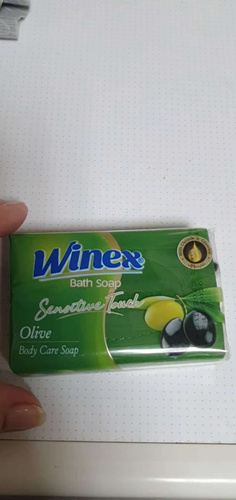 Winex
Bath Soap
Sensitive Touch
Olive
Body Care Soap